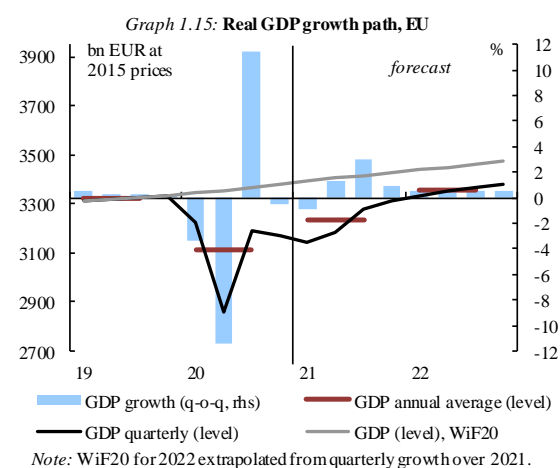 Graph 1.15: Real GDP growth path, EU
bn EUR at
2015 prices
forecast
%
3900
3700
3500
3300
3100
2900
2700
12
10
8
6
4
2
0
-2
-4
-6
-8
-10
-12
19 20 21 22
GDP growth (q-o-q, rhs) GDP annual average (level)
GDP quarterly (level) GDP (level), WiF20
Note: WiF20 for 2022 extrapolated from quarterly growth over 2021.